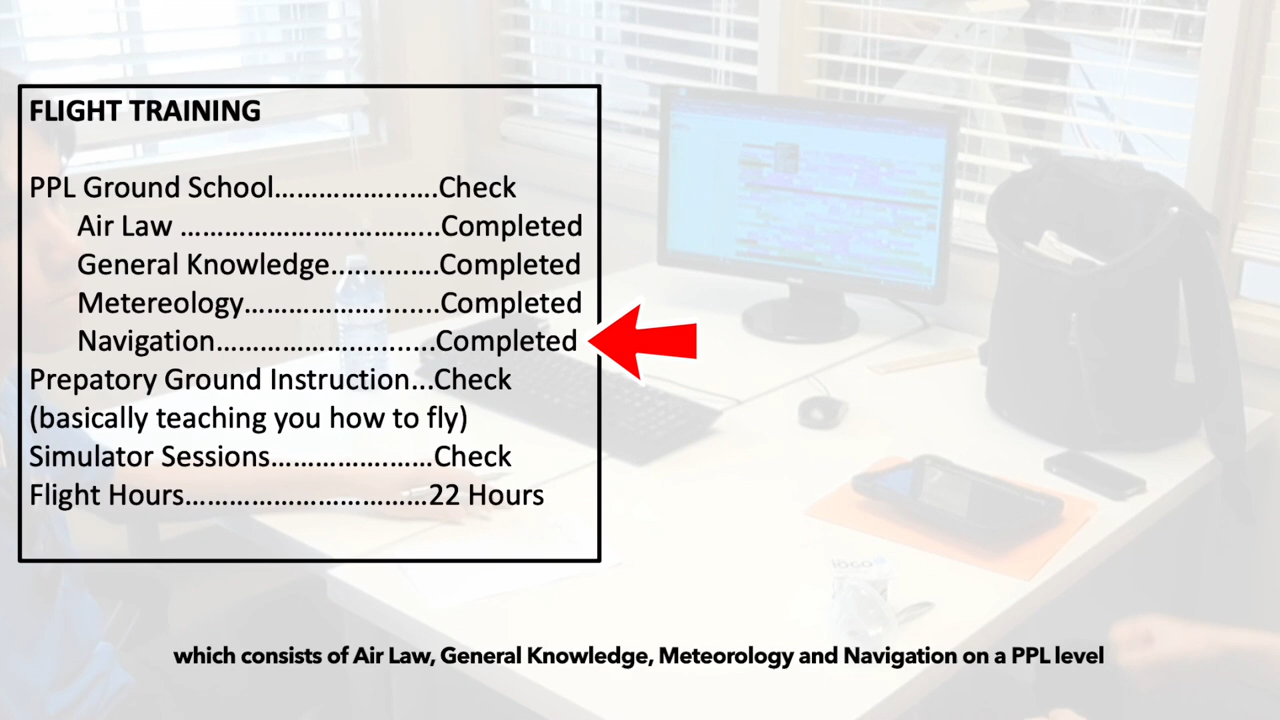 FLIGHT TRAINING
PPL Ground School……………..…..Check
Air Law …………………..………...Completed
General Knowledge……..…….Completed
Metereology………………..…...Completed
Navigation………………..……...Completed
Prepatory Ground Instruction...Check
(basically teaching you how to fly)
Simulator Sessions……………..……Check
Flight Hours…………………………..22 Hours
which consists of Air Law, General Knowledge, Meteorology and Navigation on a PPL level